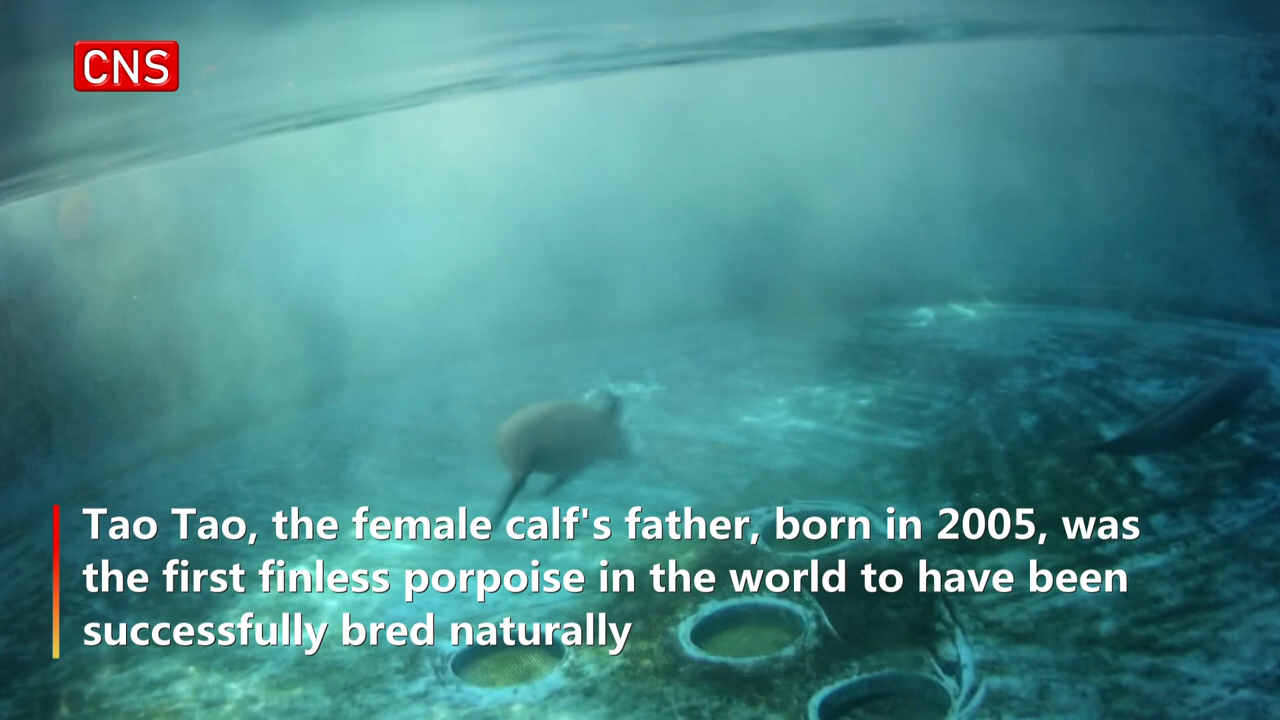 CNS
Tao Tao, the female calf's father, born in 2005, was
the first finless porpoise in the world to have been
successfully bred naturally